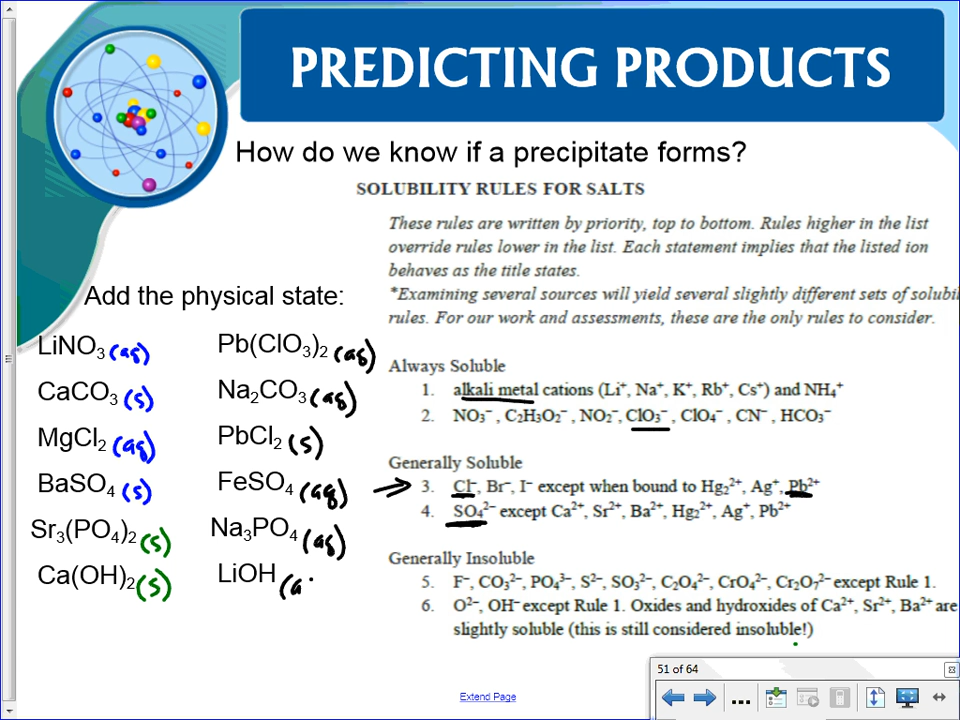 PREDICTING PRODUCTS
How do we know if a precipitate forms?
SOLUBILITY RULES FOR SALTS
These rules are written by priority, top to bottom. Rules higher in the list
override rules lower in the list. Each statement implies that the listed ion
behaves as the title states.
*Examining several sources will yield several slightly different sets of solubil
rules. For our work and assessments, these are the only rules to consider.
Add the physical state:
LiNO₃ (aq)
CaCO₃ (s)
MgCl₂ (aq)
BaSO₄ (s)
Sr₃(PO₄)₂ (s)
Ca(OH)₂ (s)
Pb(ClO₃)₂ (aq)
Na₂CO₃ (aq)
PbCl₂ (s)
FeSO₄ (aq)
Na₃PO₄ (aq)
LiOH (a
Always Soluble
1. alkali metal cations (Li⁺, Na⁺, K⁺, Rb⁺, Cs⁺) and NH₄⁺
2. NO₃⁻ , C₂H₃O₂⁻ , NO₂⁻, ClO₃⁻ , ClO₄⁻ , CN⁻ , HCO₃⁻
Generally Soluble
3. Cl⁻, Br⁻, I⁻ except when bound to Hg₂²⁺, Ag⁺, Pb²⁺
4. SO₄²⁻ except Ca²⁺, Sr²⁺, Ba²⁺, Hg₂²⁺, Ag⁺, Pb²⁺
Generally Insoluble
5. F⁻, CO₃²⁻, PO₄³⁻, S²⁻, SO₃²⁻, C₂O₄²⁻, CrO₄²⁻, Cr₂O₇²⁻ except Rule 1.
6. O²⁻, OH⁻ except Rule 1. Oxides and hydroxides of Ca²⁺, Sr²⁺, Ba²⁺ are
slightly soluble (this is still considered insoluble!)
51 of 64
Extend Page